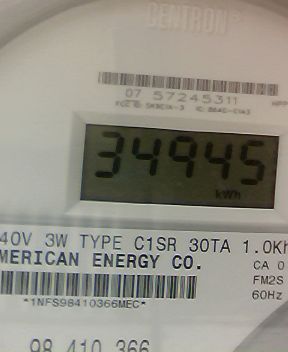 CENTRON®
07 57245311
34945
kWh
40V 3W TYPE C1SR 30TA 1.0Kh
MERICAN ENERGY CO.
CA 0
FM2S
60Hz
*1NFS98410366MEC*
98 410 366